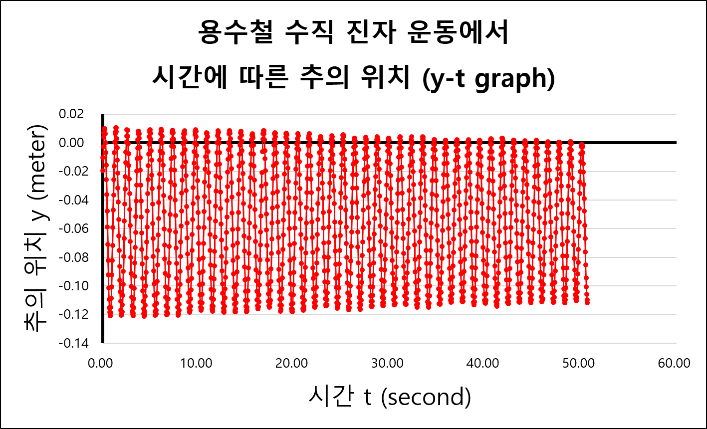 용수철 수직 진자 운동에서
시간에 따른 추의 위치 (y-t graph)
추의 위치 y (meter)
0.02
0.00
-0.02
-0.04
-0.06
-0.08
-0.10
-0.12
-0.14
0.00 10.00 20.00 30.00 40.00 50.00 60.00
시간 t (second)